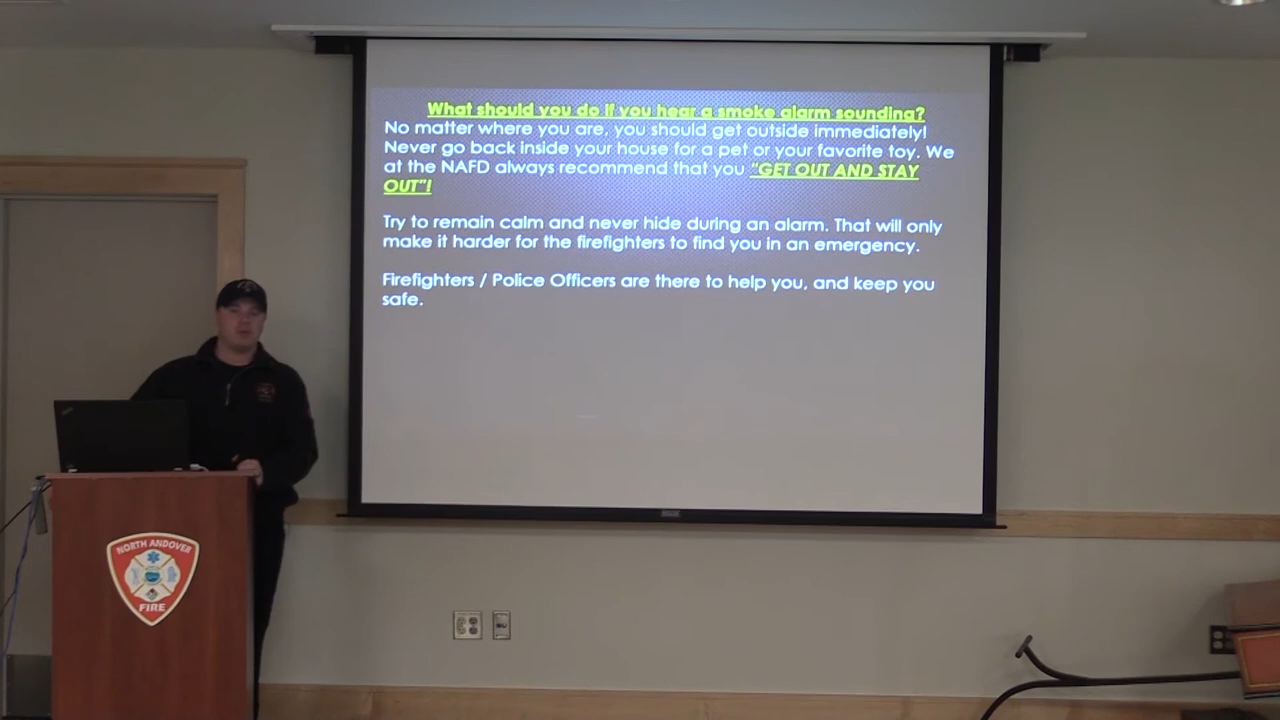 What should you do if you hear a smoke alarm sounding?
No matter where you are, you should get outside immediately!
Never go back inside your house for a pet or your favorite toy. We
at the NAFD always recommend that you "GET OUT AND STAY
OUT"!
Try to remain calm and never hide during an alarm. That will only
make it harder for the firefighters to find you in an emergency.
Firefighters / Police Officers are there to help you, and keep you
safe.
NORTH ANDOVER
FIRE